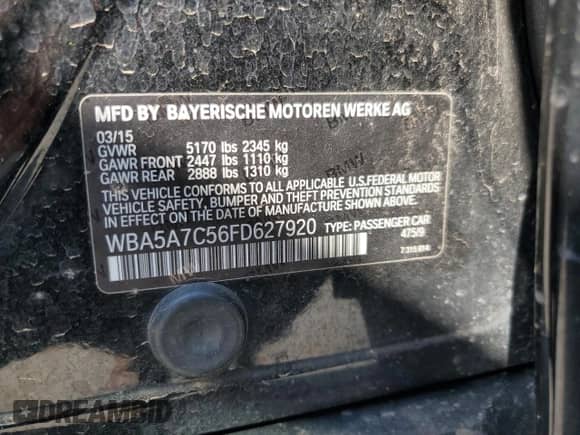 MFD BY BAYERISCHE MOTOREN WERKE AG
03/15
GVWR 5170 lbs 2345 kg
GAWR FRONT 2447 lbs 1110 kg
GAWR REAR 2888 lbs 1310 kg
THIS VEHICLE CONFORMS TO ALL APPLICABLE U.S.FEDERAL MOTOR
VEHICLE SAFETY, BUMPER AND THEFT PREVENTION STANDARDS
IN EFFECT ON THE DATE OF MANUFACTURE SHOWN ABOVE.
WBA5A7C56FD627920 TYPE: PASSENGER CAR
475/9
DREAMBID